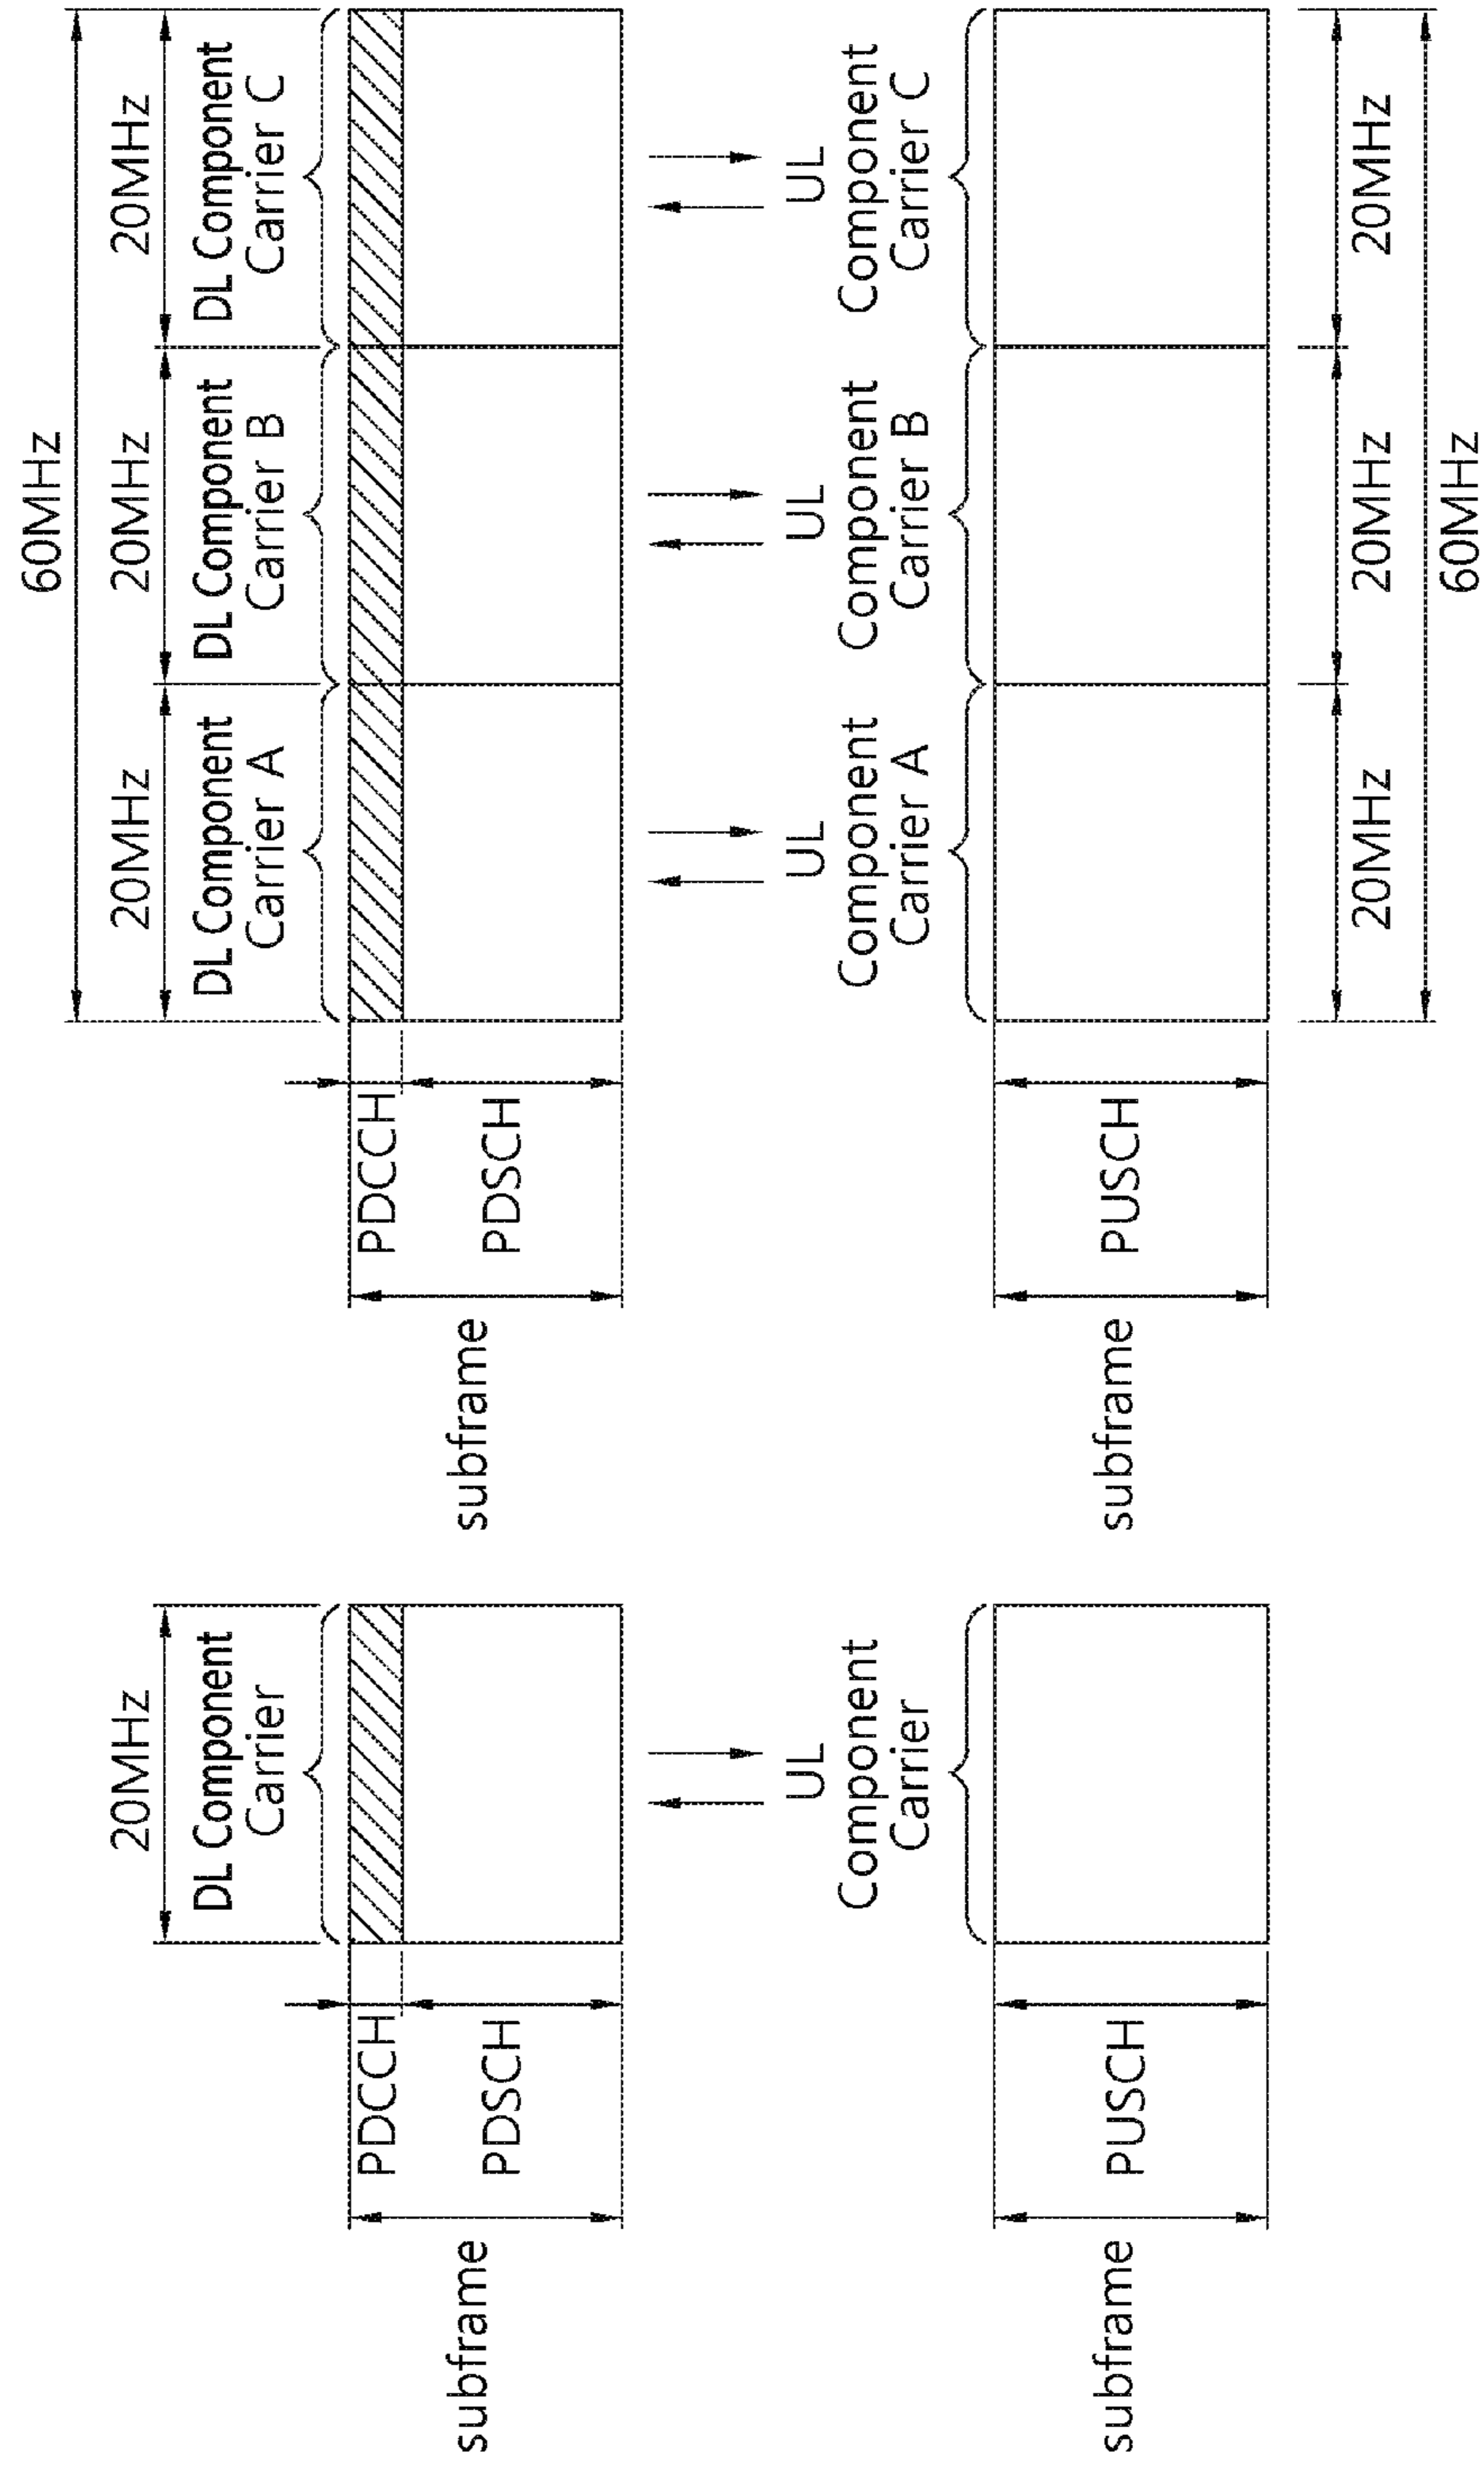 20MHz
DL Component
Carrier
PDCCH
subframe
PDSCH
UL
Component
Carrier
subframe
PUSCH
60MHz
20MHz
20MHz
20MHz
DL Component
Carrier A
DL Component
Carrier B
DL Component
Carrier C
PDCCH
subframe
PDSCH
UL
Component
Carrier A
UL
Component
Carrier B
UL
Component
Carrier C
subframe
PUSCH
20MHz
20MHz
20MHz
60MHz